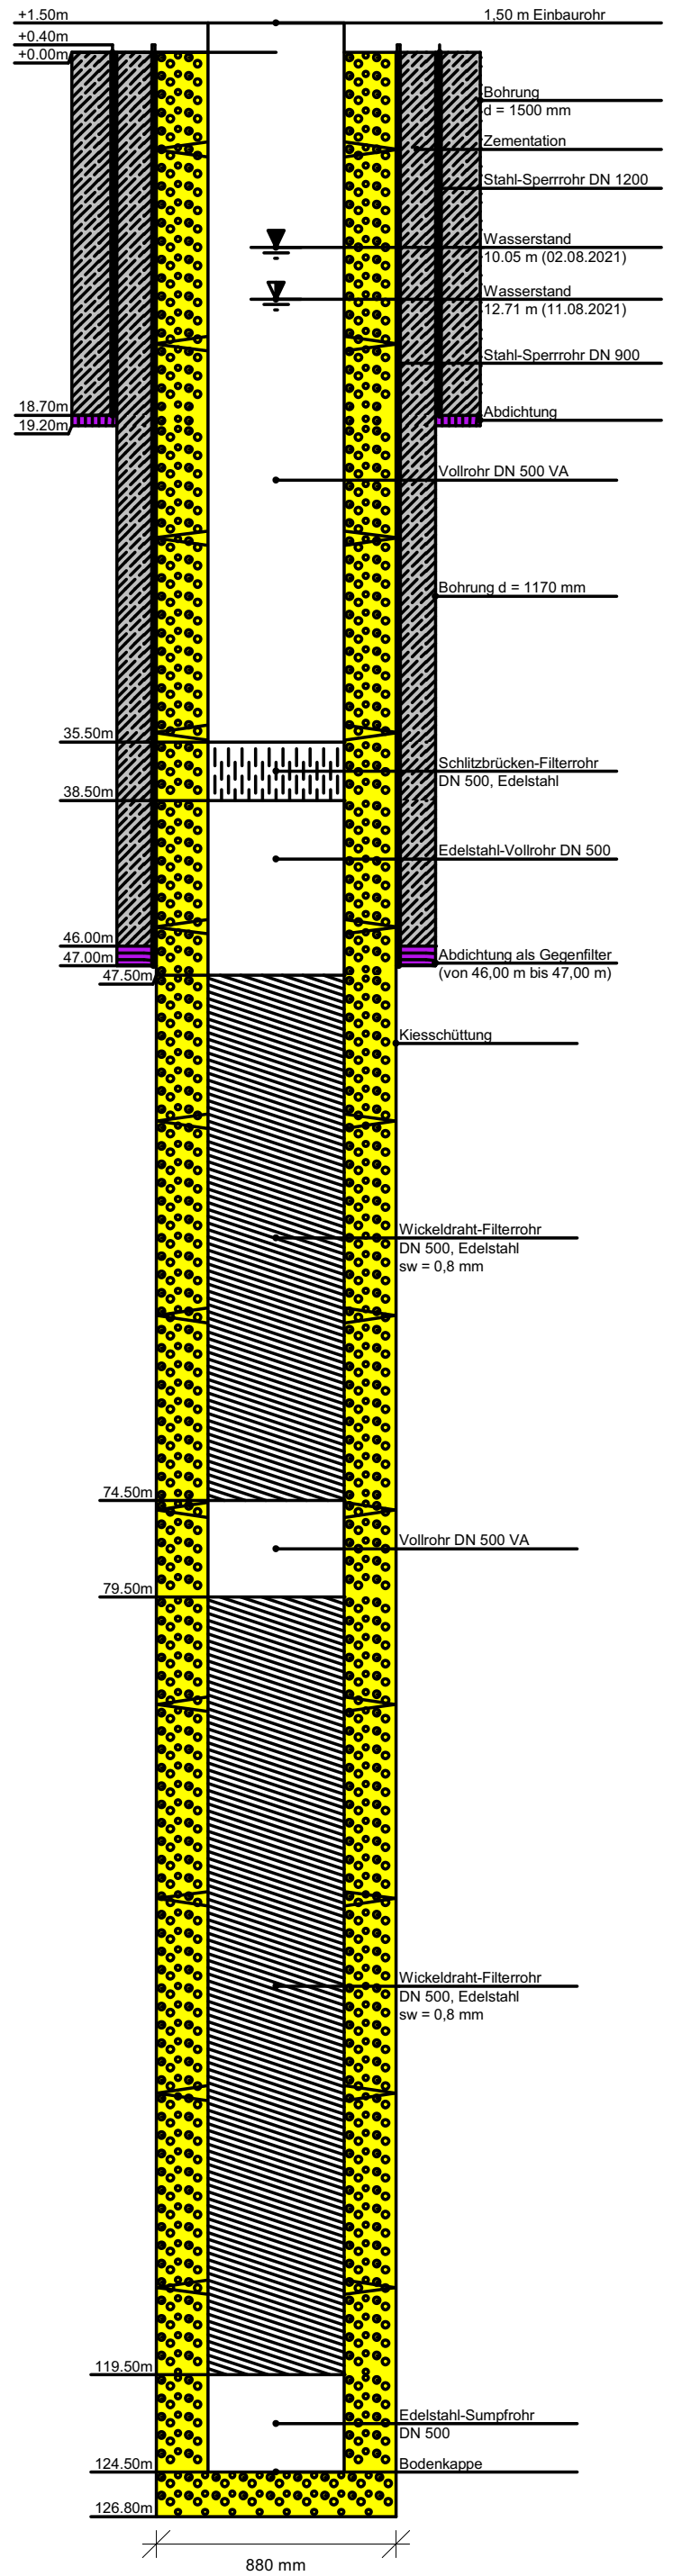 +1.50m
1,50 m Einbaurohr
+0.40m
+0.00m
Bohrung
d = 1500 mm
Zementation
Stahl-Sperrrohr DN 1200
Wasserstand
10.05 m (02.08.2021)
Wasserstand
12.71 m (11.08.2021)
Stahl-Sperrrohr DN 900
18.70m
Abdichtung
19.20m
Vollrohr DN 500 VA
Bohrung d = 1170 mm
35.50m
Schlitzbrücken-Filterrohr
DN 500, Edelstahl
38.50m
Edelstahl-Vollrohr DN 500
46.00m
Abdichtung als Gegenfilter
47.00m
(von 46,00 m bis 47,00 m)
47.50m
Kiesschüttung
Wickeldraht-Filterrohr
DN 500, Edelstahl
sw = 0,8 mm
74.50m
Vollrohr DN 500 VA
79.50m
Wickeldraht-Filterrohr
DN 500, Edelstahl
sw = 0,8 mm
119.50m
Edelstahl-Sumpfrohr
DN 500
124.50m
Bodenkappe
126.80m
880 mm